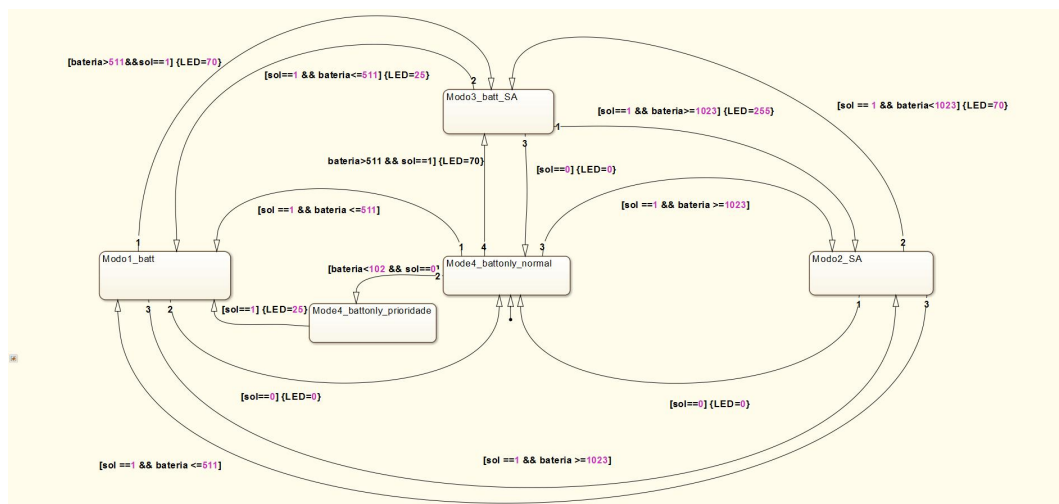 [bateria>511&&sol==1] {LED=70}
[sol==1 && bateria<=511] {LED=25}
2
Modo3_batt_SA
[sol==1 && bateria>=1023] {LED=255}
[sol == 1 && bateria<1023] {LED=70}
1
3
bateria>511 && sol==1] {LED=70}
[sol==0] {LED=0}
[sol ==1 && bateria <=511]
[sol ==1 && bateria >=1023]
1
1
4
3
2
Modo1_batt
Mode4_battonly_normal
Modo2_SA
[bateria<102 && sol==0]
2
3
2
[sol==1] {LED=25}
Mode4_battonly_prioridade
1
3
[sol==0] {LED=0}
[sol==0] {LED=0}
[sol ==1 && bateria <=511]
[sol ==1 && bateria >=1023]